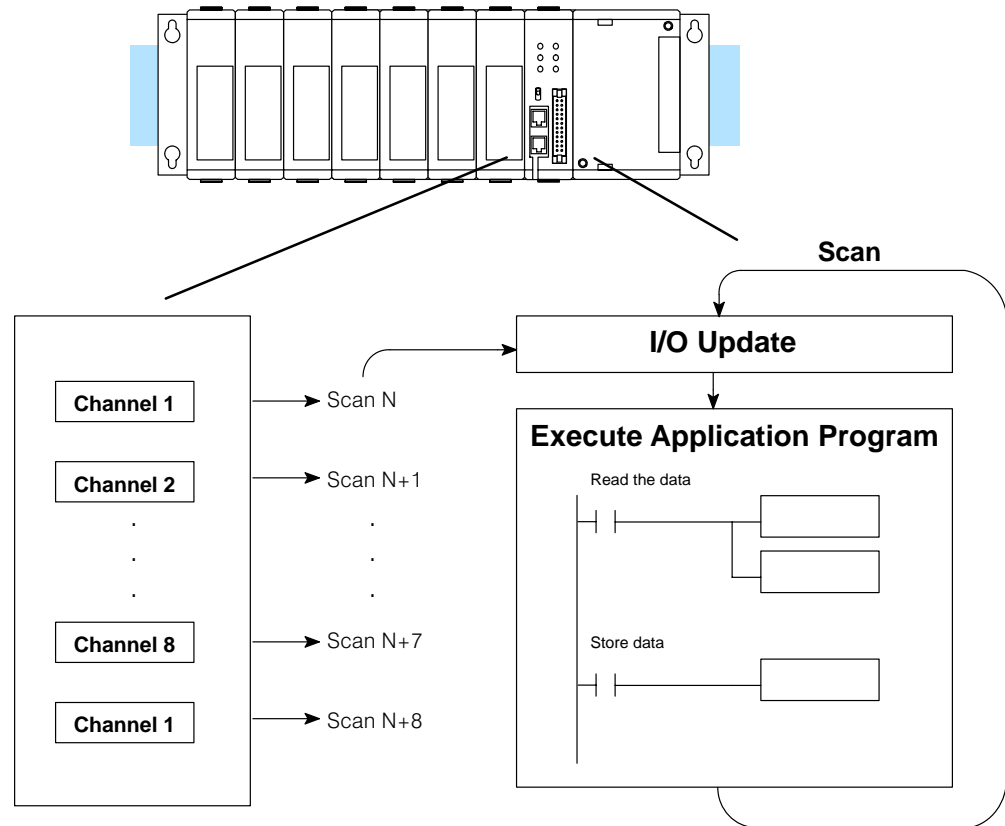 Scan
I/O Update
Channel 1
Scan N
Execute Application Program
Channel 2
Scan N+1
Read the data
.
.
.
.
.
.
Channel 8
Scan N+7
Store data
Channel 1
Scan N+8